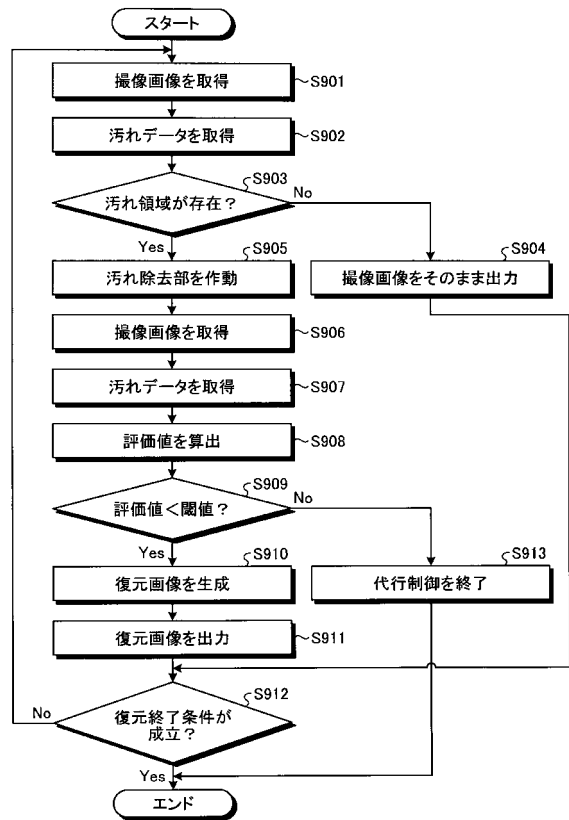 スタート
撮像画像を取得
S901
汚れデータを取得
S902
S903
汚れ領域が存在？
No
Yes
S905
汚れ除去部を作動
S904
撮像画像をそのまま出力
撮像画像を取得
S906
汚れデータを取得
S907
評価値を算出
S908
S909
評価値＜閾値？
No
Yes
S910
復元画像を生成
S913
代行制御を終了
復元画像を出力
S911
S912
No
復元終了条件が
成立？
Yes
エンド